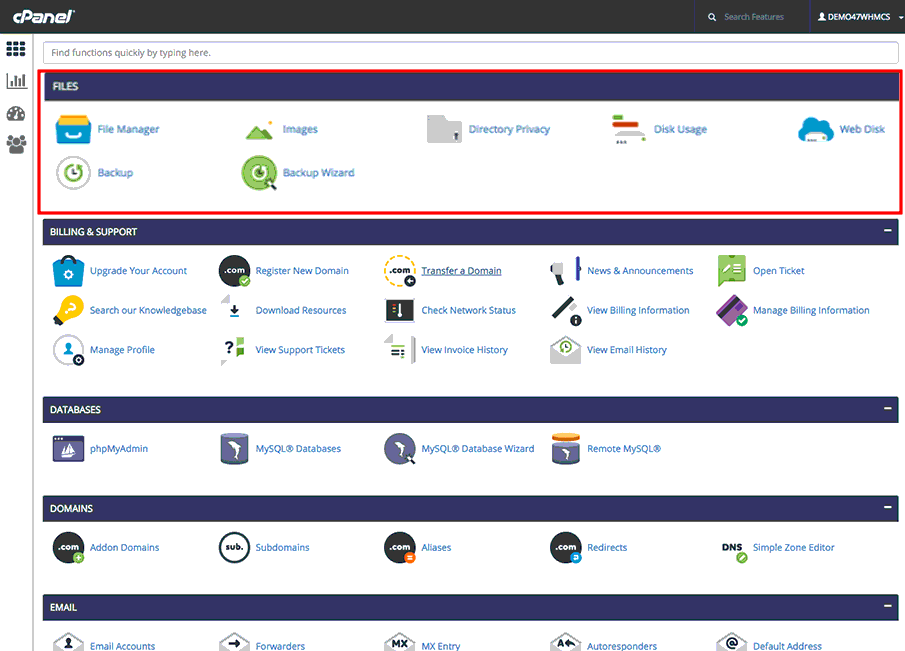 cPanel
Search Features
DEMO47WHMCS
Find functions quickly by typing here.
FILES
File Manager
Images
Directory Privacy
Disk Usage
Web Disk
Backup
Backup Wizard
BILLING & SUPPORT
Upgrade Your Account
.com
Register New Domain
.com
Transfer a Domain
News & Announcements
Open Ticket
Search our Knowledgebase
Download Resources
Check Network Status
View Billing Information
Manage Billing Information
Manage Profile
View Support Tickets
View Invoice History
View Email History
DATABASES
phpMyAdmin
MySQL® Databases
MySQL® Database Wizard
Remote MySQL®
DOMAINS
.com
Addon Domains
sub.
Subdomains
.com
Aliases
.com
Redirects
DNS
Simple Zone Editor
EMAIL
Email Accounts
Forwarders
MX
MX Entry
A
Autoresponders
@
Default Address